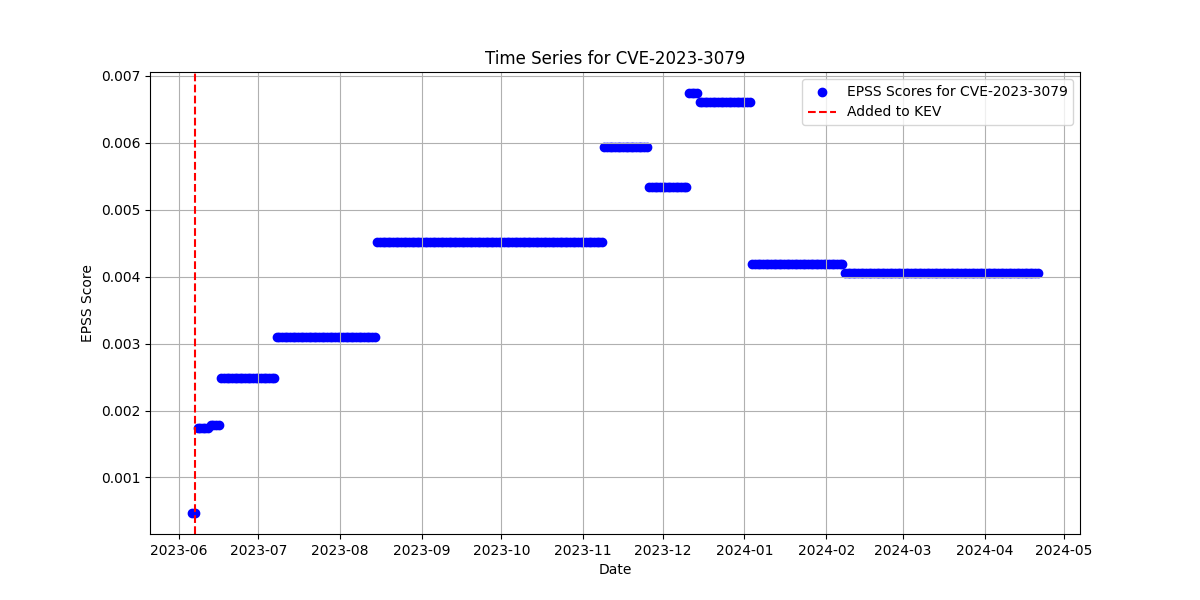 Time Series for CVE-2023-3079
EPSS Scores for CVE-2023-3079
Added to KEV
EPSS Score
0.007
0.006
0.005
0.004
0.003
0.002
0.001
2023-06 2023-07 2023-08 2023-09 2023-10 2023-11 2023-12 2024-01 2024-02 2024-03 2024-04 2024-05
Date